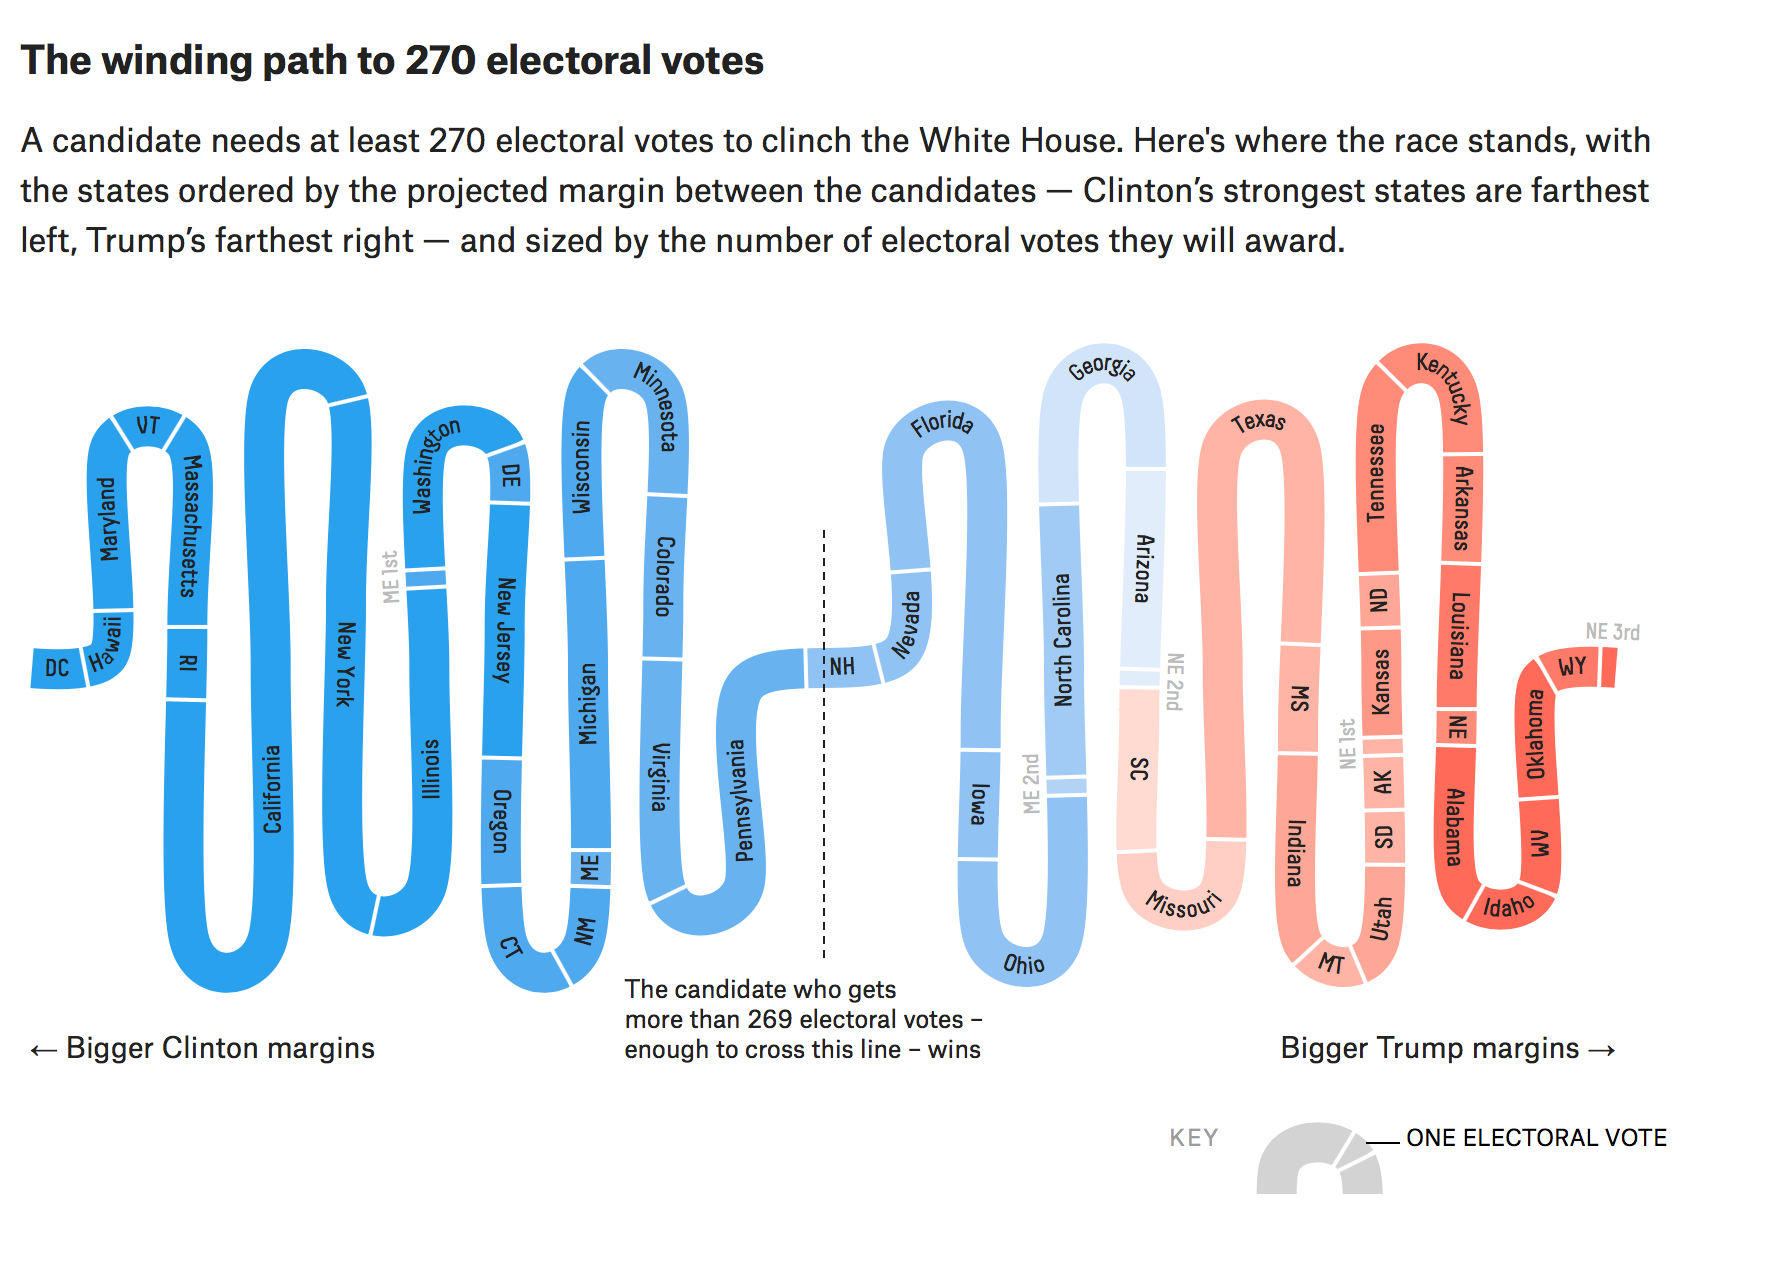 The winding path to 270 electoral votes
A candidate needs at least 270 electoral votes to clinch the White House. Here's where the race stands, with
the states ordered by the projected margin between the candidates — Clinton’s strongest states are farthest
left, Trump’s farthest right — and sized by the number of electoral votes they will award.
DC
Hawaii
Maryland
VT
Massachusetts
RI
California
New York
Illinois
ME 1st
Washington
DE
New Jersey
Oregon
CT
NM
ME
Michigan
Wisconsin
Minnesota
Colorado
Virginia
Pennsylvania
NH
Nevada
Florida
Iowa
Ohio
ME 2nd
North Carolina
Georgia
Arizona
NE 2nd
SC
Missouri
Texas
MS
Indiana
MT
Utah
SD
AK
NE 1st
Kansas
ND
Tennessee
Kentucky
Arkansas
Louisiana
NE
Alabama
Idaho
WV
Oklahoma
WY
NE 3rd
The candidate who gets
more than 269 electoral votes –
enough to cross this line – wins
← Bigger Clinton margins
Bigger Trump margins →
KEY
ONE ELECTORAL VOTE